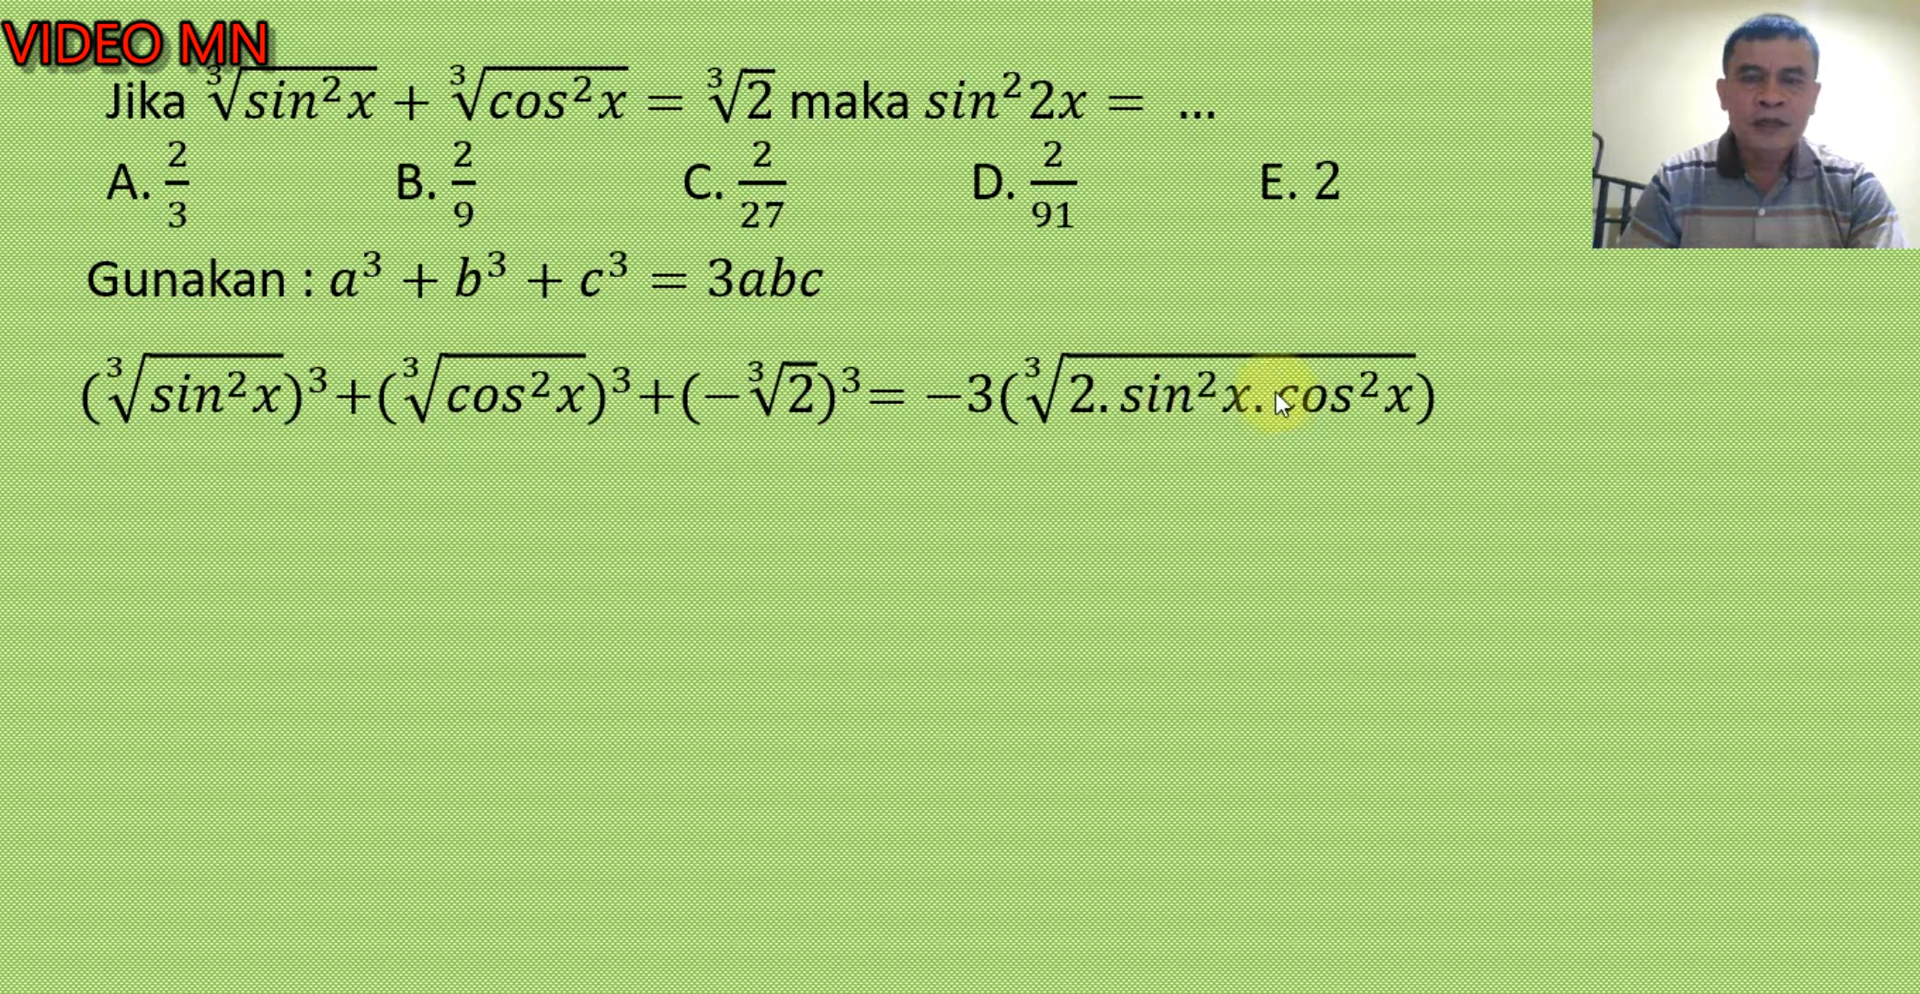 VIDEO MN
Jika ∛(sin²x) + ∛(cos²x) = ∛2 maka sin²2x = ...
A. 2/3 B. 2/9 C. 2/27 D. 2/91 E. 2
Gunakan : a³ + b³ + c³ = 3abc
(∛(sin²x))³+(∛(cos²x))³+(−∛2)³= −3(∛(2.sin²x.cos²x))